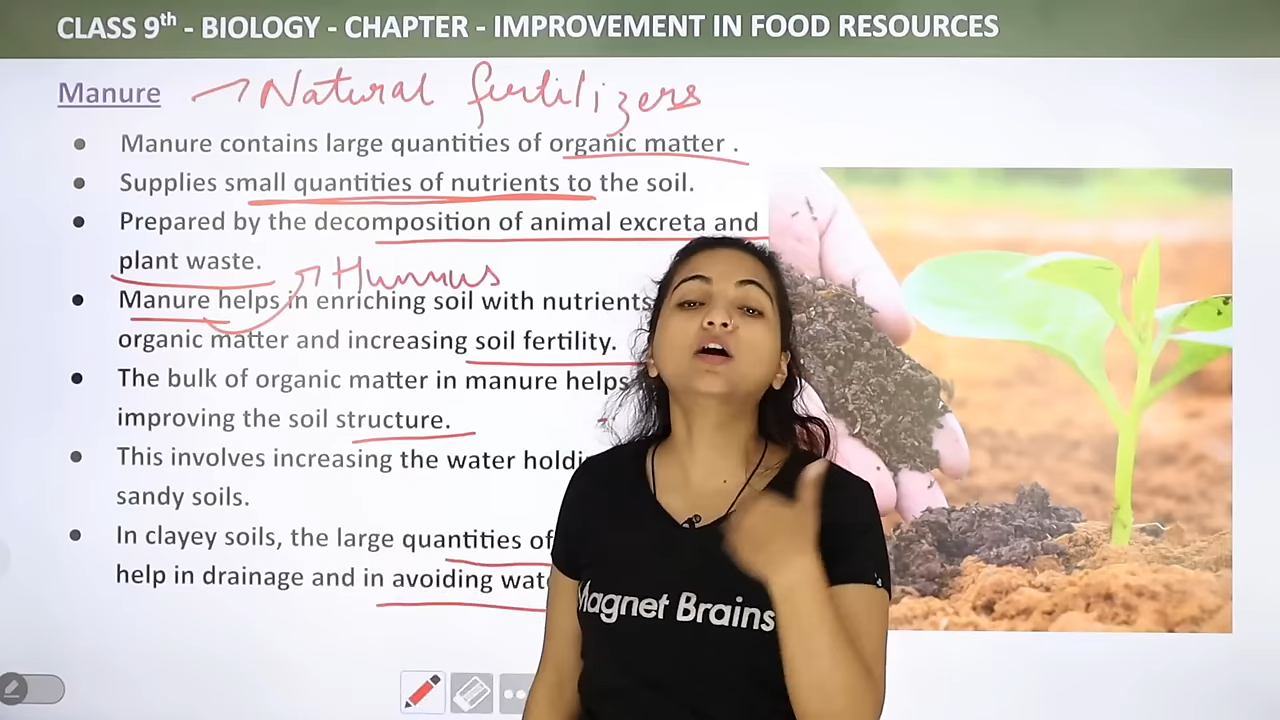 CLASS 9th - BIOLOGY - CHAPTER - IMPROVEMENT IN FOOD RESOURCES
Manure → Natural fertilizers
• Manure contains large quantities of organic matter .
• Supplies small quantities of nutrients to the soil.
• Prepared by the decomposition of animal excreta and
plant waste.
Humus
• Manure helps in enriching soil with nutrients
organic matter and increasing soil fertility.
• The bulk of organic matter in manure helps
improving the soil structure.
• This involves increasing the water
sandy soils.
• In clayey soils, the large quantities of
help in drainage and in avoiding
Magnet Brains